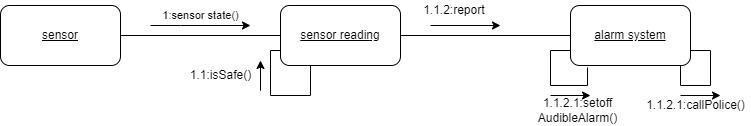 1:sensor state()
1.1.2:report
sensor
sensor reading
alarm system
1.1:isSafe()
1.1.2.1:setoff
AudibleAlarm()
1.1.2.1:callPolice()